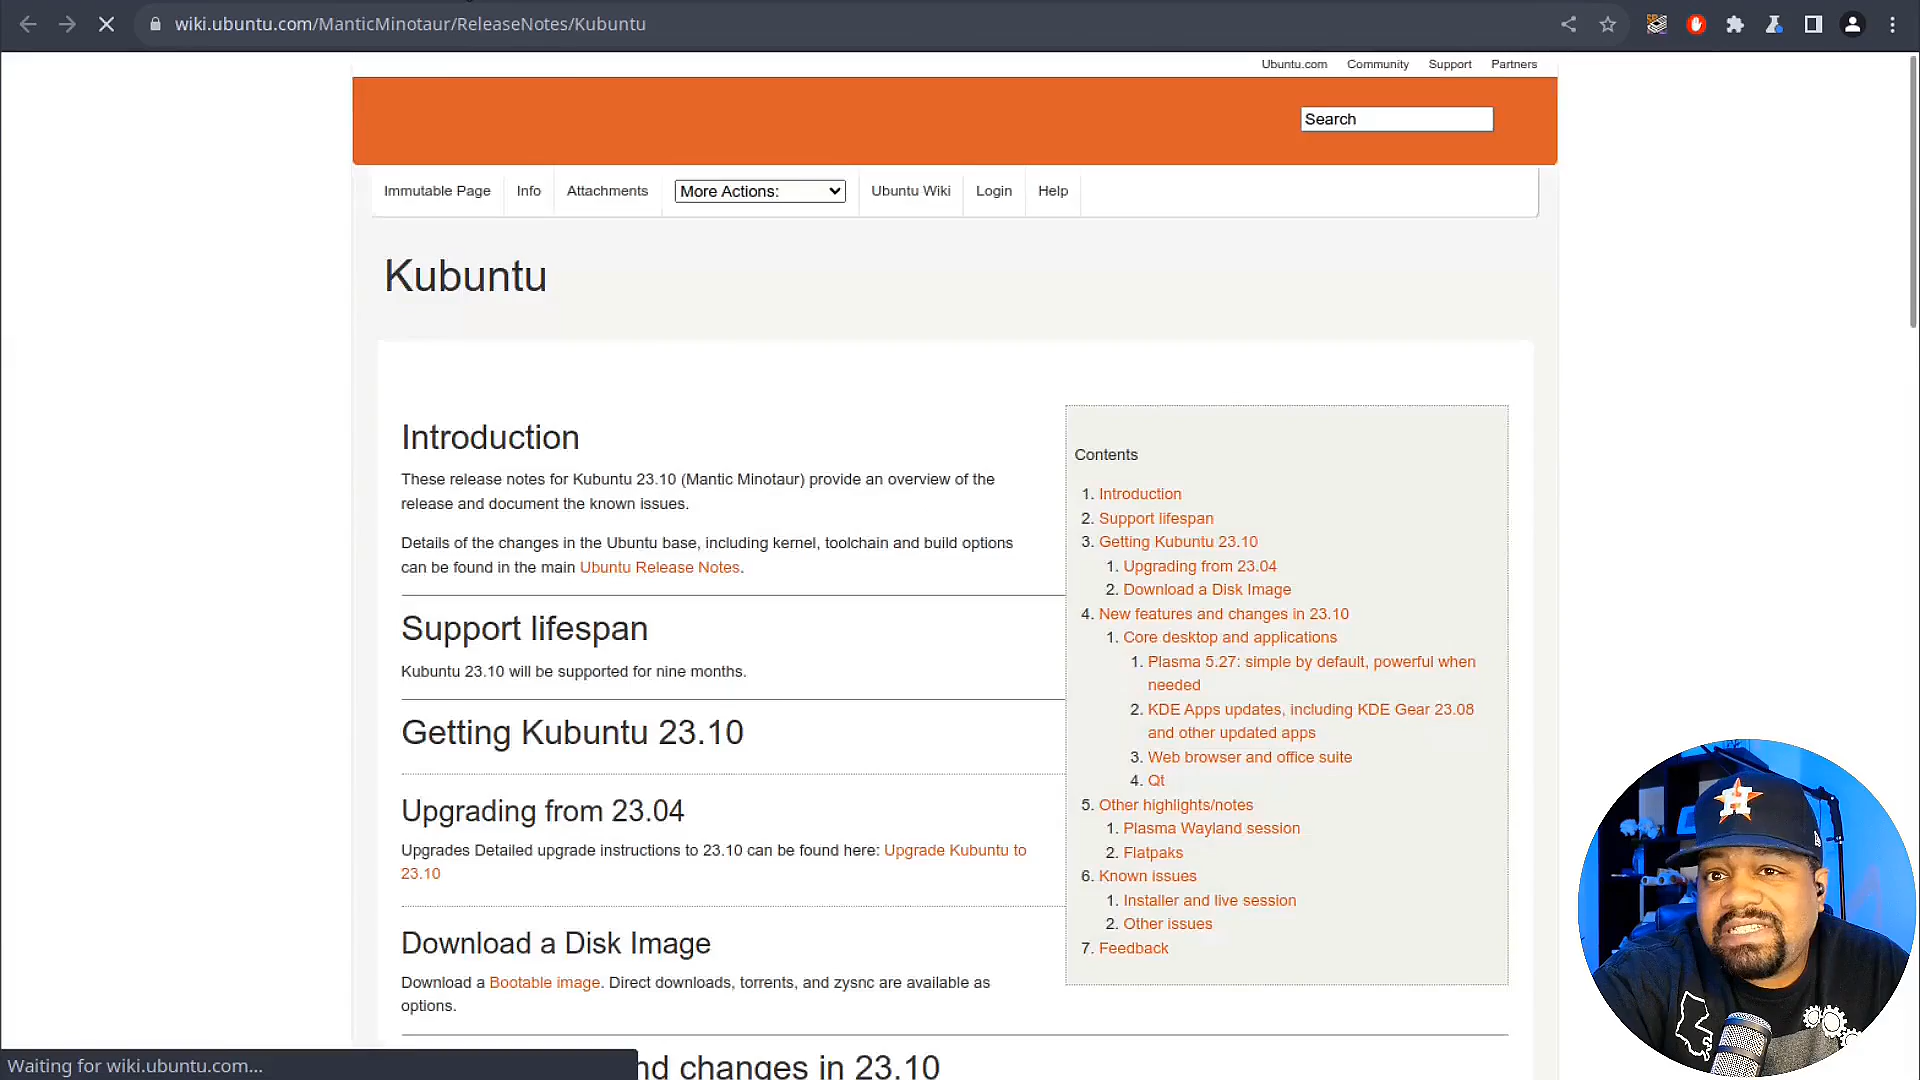 wiki.ubuntu.com/ManticMinotaur/ReleaseNotes/Kubuntu
Ubuntu.com Community Support Partners
Search
Immutable Page Info Attachments More Actions: Ubuntu Wiki Login Help
Kubuntu
Introduction
These release notes for Kubuntu 23.10 (Mantic Minotaur) provide an overview of the
release and document the known issues.
Details of the changes in the Ubuntu base, including kernel, toolchain and build options
can be found in the main Ubuntu Release Notes.
Support lifespan
Kubuntu 23.10 will be supported for nine months.
Getting Kubuntu 23.10
Upgrading from 23.04
Upgrades Detailed upgrade instructions to 23.10 can be found here: Upgrade Kubuntu to
23.10
Download a Disk Image
Download a Bootable image. Direct downloads, torrents, and zysnc are available as
options.
nd changes in 23.10
Contents
1. Introduction
2. Support lifespan
3. Getting Kubuntu 23.10
1. Upgrading from 23.04
2. Download a Disk Image
4. New features and changes in 23.10
1. Core desktop and applications
1. Plasma 5.27: simple by default, powerful when
needed
2. KDE Apps updates, including KDE Gear 23.08
and other updated apps
3. Web browser and office suite
4. Qt
5. Other highlights/notes
1. Plasma Wayland session
2. Flatpaks
6. Known issues
1. Installer and live session
2. Other issues
7. Feedback
H
Waiting for wiki.ubuntu.com...